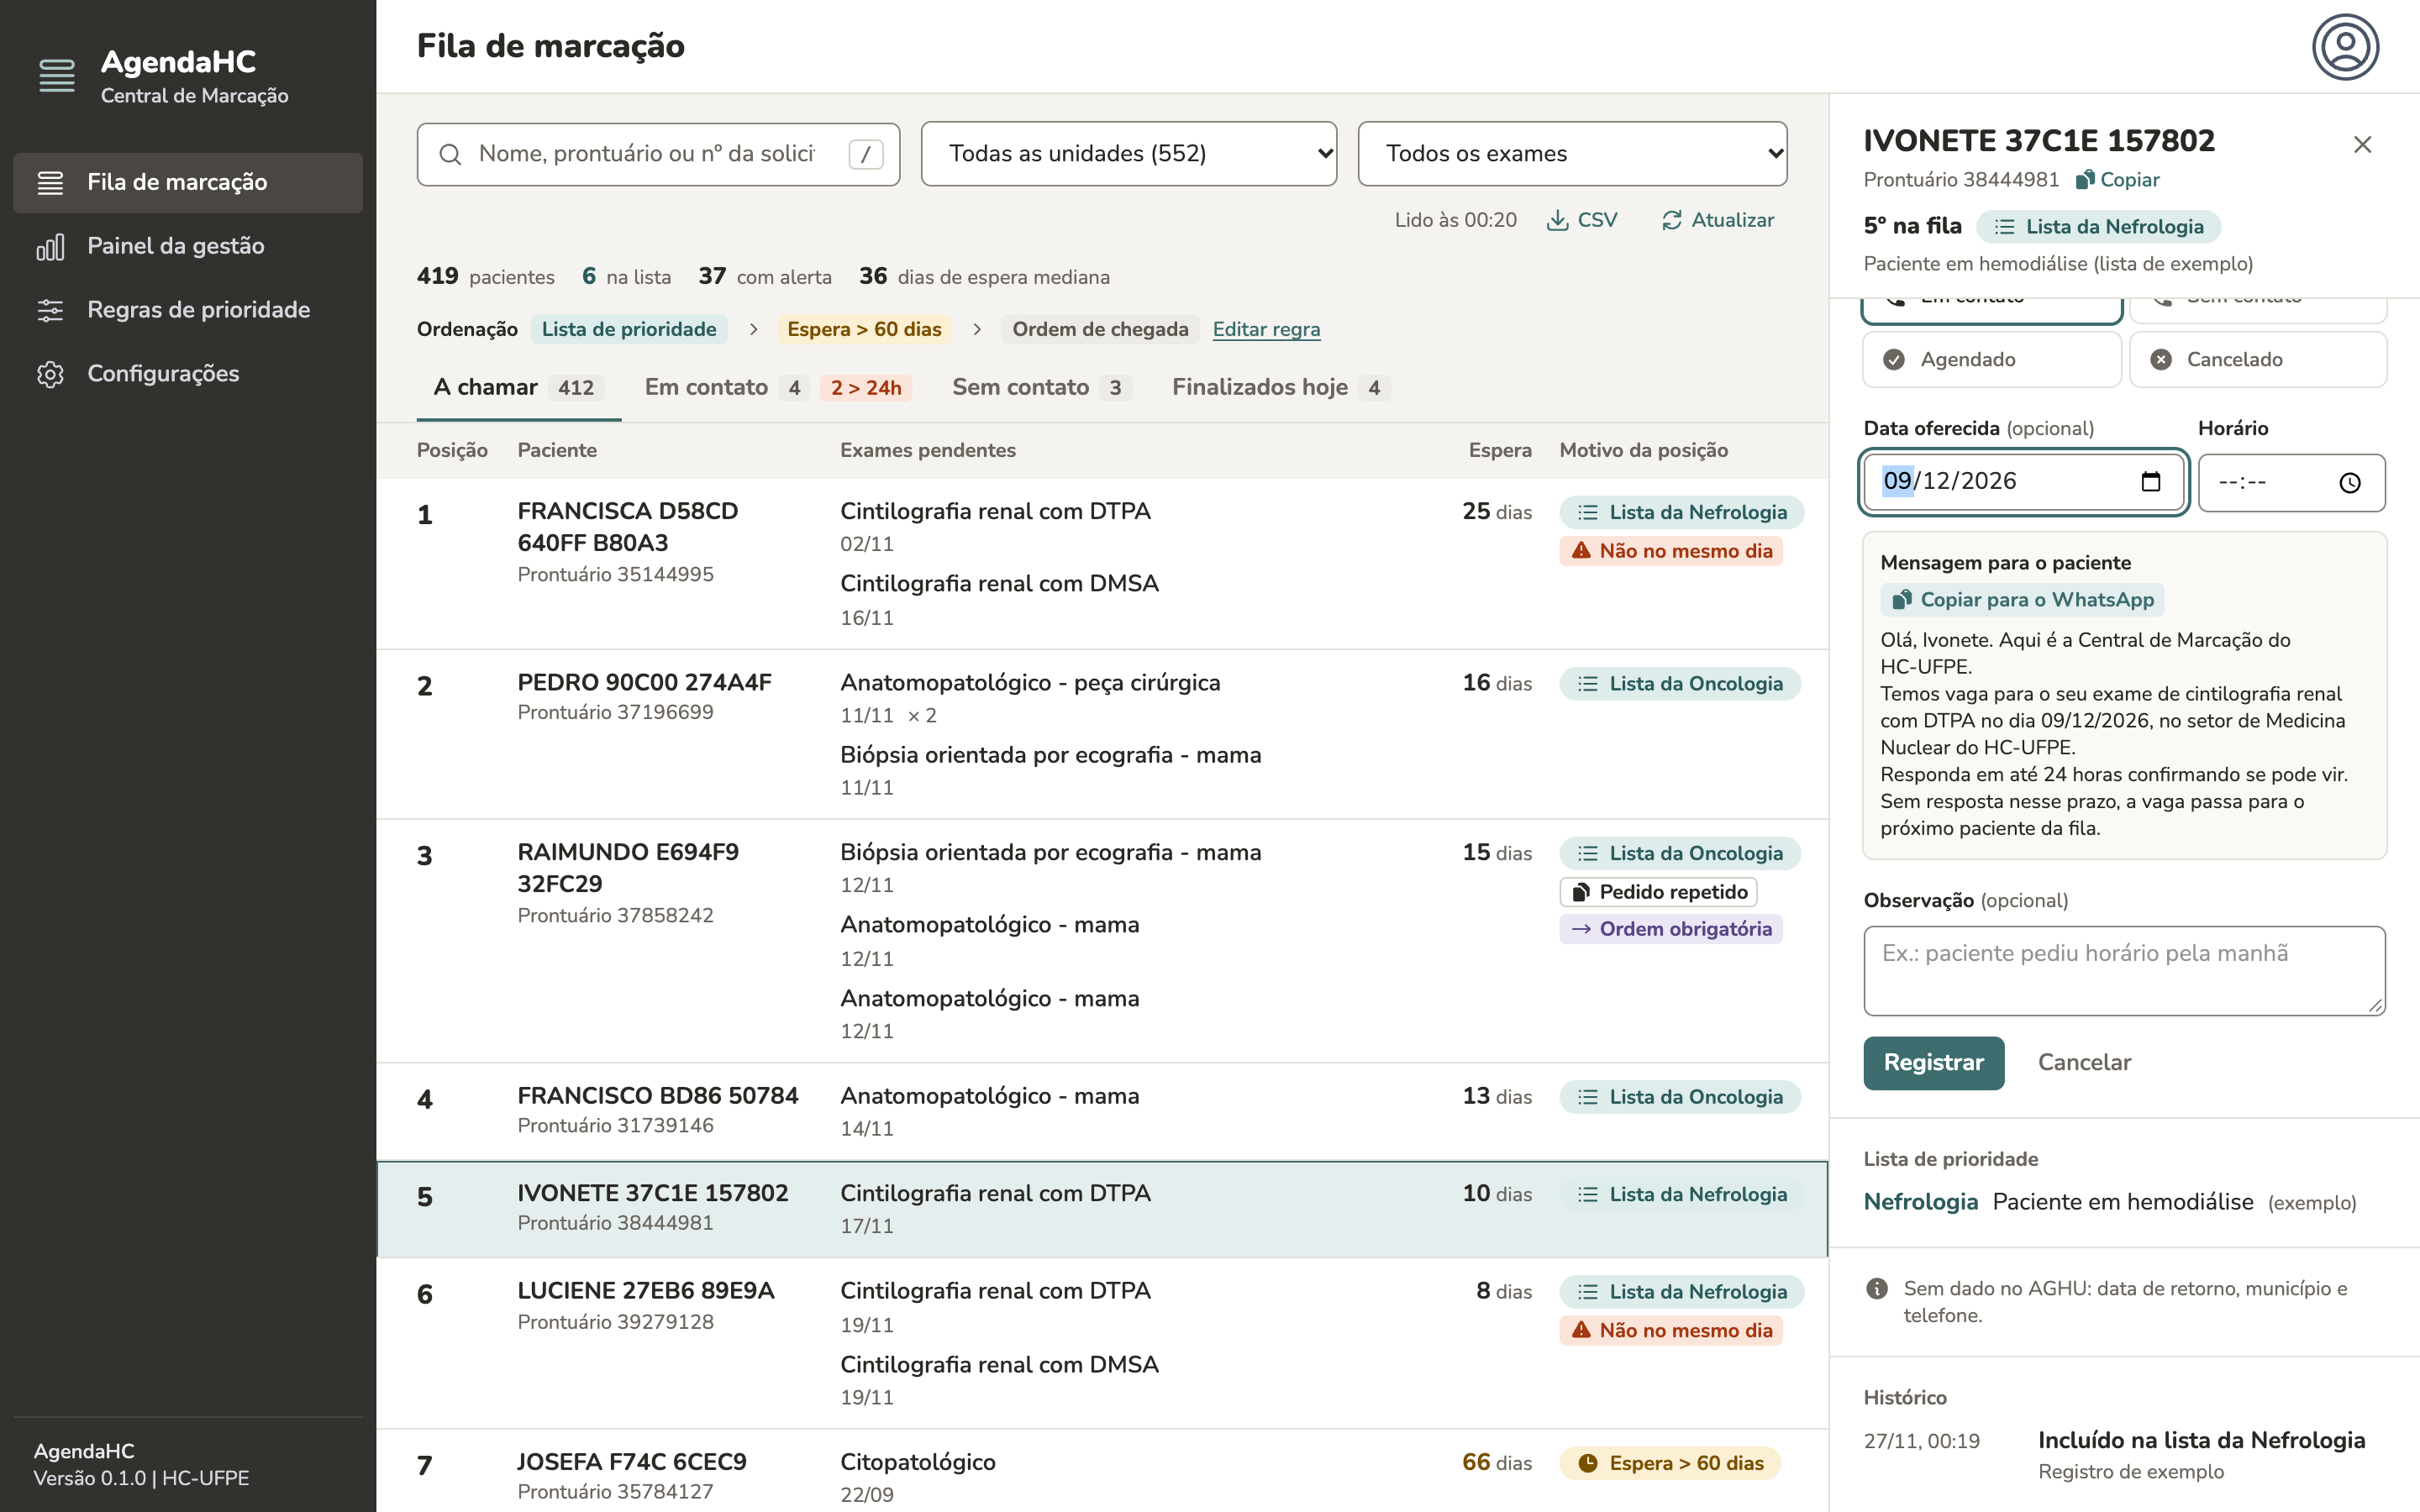 AgendaHC
Central de Marcação
Fila de marcação
Painel da gestão
Regras de prioridade
Configurações
AgendaHC
Versão 0.1.0 | HC-UFPE
Fila de marcação
Nome, prontuário ou nº da solici
/
Todas as unidades (552)
Todos os exames
Lido às 00:20
CSV
Atualizar
419 pacientes 6 na lista 37 com alerta 36 dias de espera mediana
Ordenação Lista de prioridade > Espera > 60 dias > Ordem de chegada Editar regra
A chamar 412 Em contato 4 2 > 24h Sem contato 3 Finalizados hoje 4
Posição Paciente Exames pendentes Espera Motivo da posição
1
FRANCISCA D58CD
640FF B80A3
Prontuário 35144995
Cintilografia renal com DTPA
02/11
Cintilografia renal com DMSA
16/11
25 dias
Lista da Nefrologia
Não no mesmo dia
2
PEDRO 90C00 274A4F
Prontuário 37196699
Anatomopatológico - peça cirúrgica
11/11 × 2
Biópsia orientada por ecografia - mama
11/11
16 dias
Lista da Oncologia
3
RAIMUNDO E694F9
32FC29
Prontuário 37858242
Biópsia orientada por ecografia - mama
12/11
Anatomopatológico - mama
12/11
Anatomopatológico - mama
12/11
15 dias
Lista da Oncologia
Pedido repetido
Ordem obrigatória
4
FRANCISCO BD86 50784
Prontuário 31739146
Anatomopatológico - mama
14/11
13 dias
Lista da Oncologia
5
IVONETE 37C1E 157802
Prontuário 38444981
Cintilografia renal com DTPA
17/11
10 dias
Lista da Nefrologia
6
LUCIENE 27EB6 89E9A
Prontuário 39279128
Cintilografia renal com DTPA
19/11
Cintilografia renal com DMSA
19/11
8 dias
Lista da Nefrologia
Não no mesmo dia
7
JOSEFA F74C 6CEC9
Prontuário 35784127
Citopatológico
22/09
66 dias
Espera > 60 dias
IVONETE 37C1E 157802
Prontuário 38444981 Copiar
5º na fila Lista da Nefrologia
Paciente em hemodiálise (lista de exemplo)
Em contato Sem contato
Agendado Cancelado
Data oferecida (opcional) Horário
09/12/2026 --:--
Mensagem para o paciente
Copiar para o WhatsApp
Olá, Ivonete. Aqui é a Central de Marcação do
HC-UFPE.
Temos vaga para o seu exame de cintilografia renal
com DTPA no dia 09/12/2026, no setor de Medicina
Nuclear do HC-UFPE.
Responda em até 24 horas confirmando se pode vir.
Sem resposta nesse prazo, a vaga passa para o
próximo paciente da fila.
Observação (opcional)
Ex.: paciente pediu horário pela manhã
Registrar Cancelar
Lista de prioridade
Nefrologia Paciente em hemodiálise (exemplo)
Sem dado no AGHU: data de retorno, município e
telefone.
Histórico
27/11, 00:19 Incluído na lista da Nefrologia
Registro de exemplo